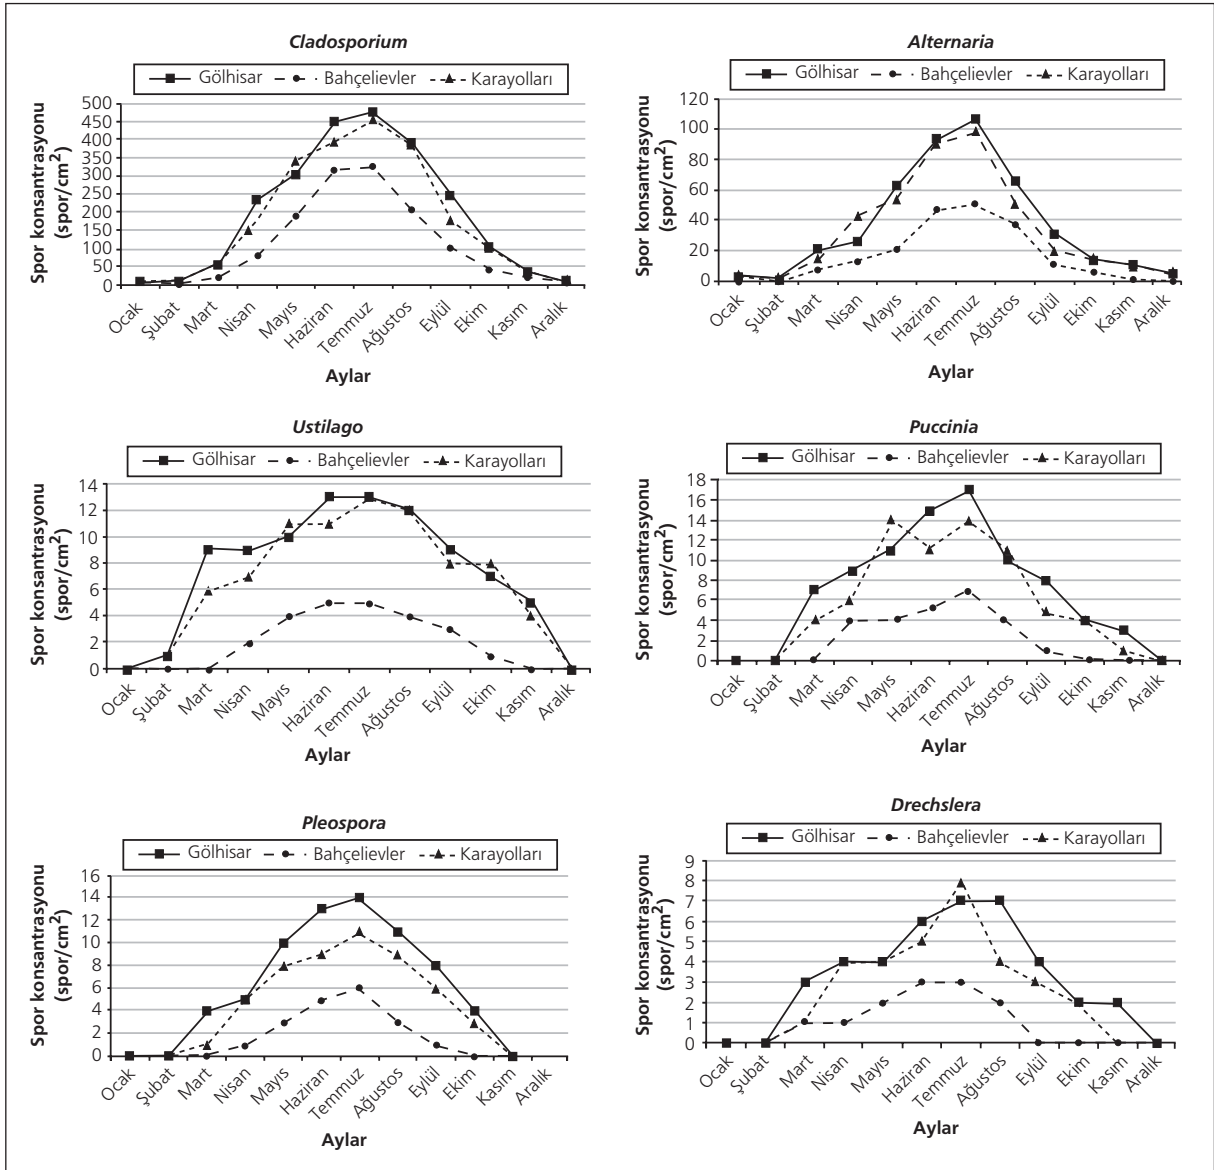 Cladosporium
Gölhisar Bahçelievler Karayolları
Spor konsantrasyonu
(spor/cm²)
500
450
400
350
300
250
200
150
100
50
0
Ocak Şubat Mart Nisan Mayıs Haziran Temmuz Ağustos Eylül Ekim Kasım Aralık
Aylar
Alternaria
Gölhisar Bahçelievler Karayolları
Spor konsantrasyonu
(spor/cm²)
120
100
80
60
40
20
0
Ocak Şubat Mart Nisan Mayıs Haziran Temmuz Ağustos Eylül Ekim Kasım Aralık
Aylar
Ustilago
Gölhisar Bahçelievler Karayolları
Spor konsantrasyonu
(spor/cm²)
14
12
10
8
6
4
2
0
Ocak Şubat Mart Nisan Mayıs Haziran Temmuz Ağustos Eylül Ekim Kasım Aralık
Aylar
Puccinia
Gölhisar Bahçelievler Karayolları
Spor konsantrasyonu
(spor/cm²)
18
16
14
12
10
8
6
4
2
0
Ocak Şubat Mart Nisan Mayıs Haziran Temmuz Ağustos Eylül Ekim Kasım Aralık
Aylar
Pleospora
Gölhisar Bahçelievler Karayolları
Spor konsantrasyonu
(spor/cm²)
16
14
12
10
8
6
4
2
0
Ocak Şubat Mart Nisan Mayıs Haziran Temmuz Ağustos Eylül Ekim Kasım Aralık
Aylar
Drechslera
Gölhisar Bahçelievler Karayolları
Spor konsantrasyonu
(spor/cm²)
9
8
7
6
5
4
3
2
1
0
Ocak Şubat Mart Nisan Mayıs Haziran Temmuz Ağustos Eylül Ekim Kasım Aralık
Aylar